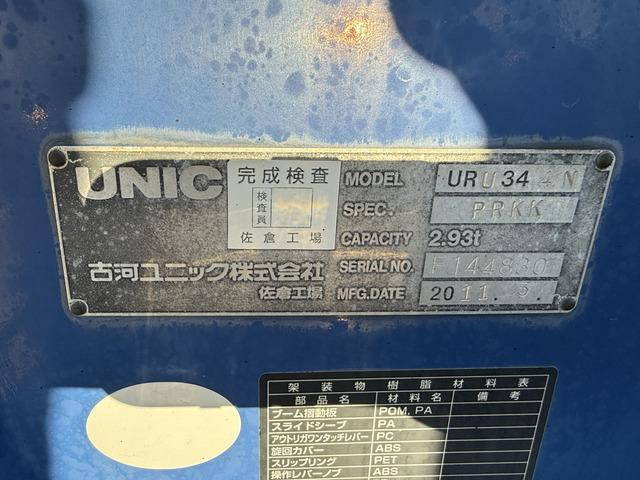 UNIC
完成検査
検査員
佐倉工場
古河ユニック株式会社
佐倉工場
MODEL URU344N
SPEC. PRKK
CAPACITY 2.93t
SERIAL NO.
MFG.DATE 2011.
架装物樹脂材料表
部品名 材料名 備考
ブーム摺動板 POM, PA
スライドシーブ PA
アウトリガワンタッチレバー PC
旋回カバー ABS
スリップリング PET
操作レバーノブ ABS